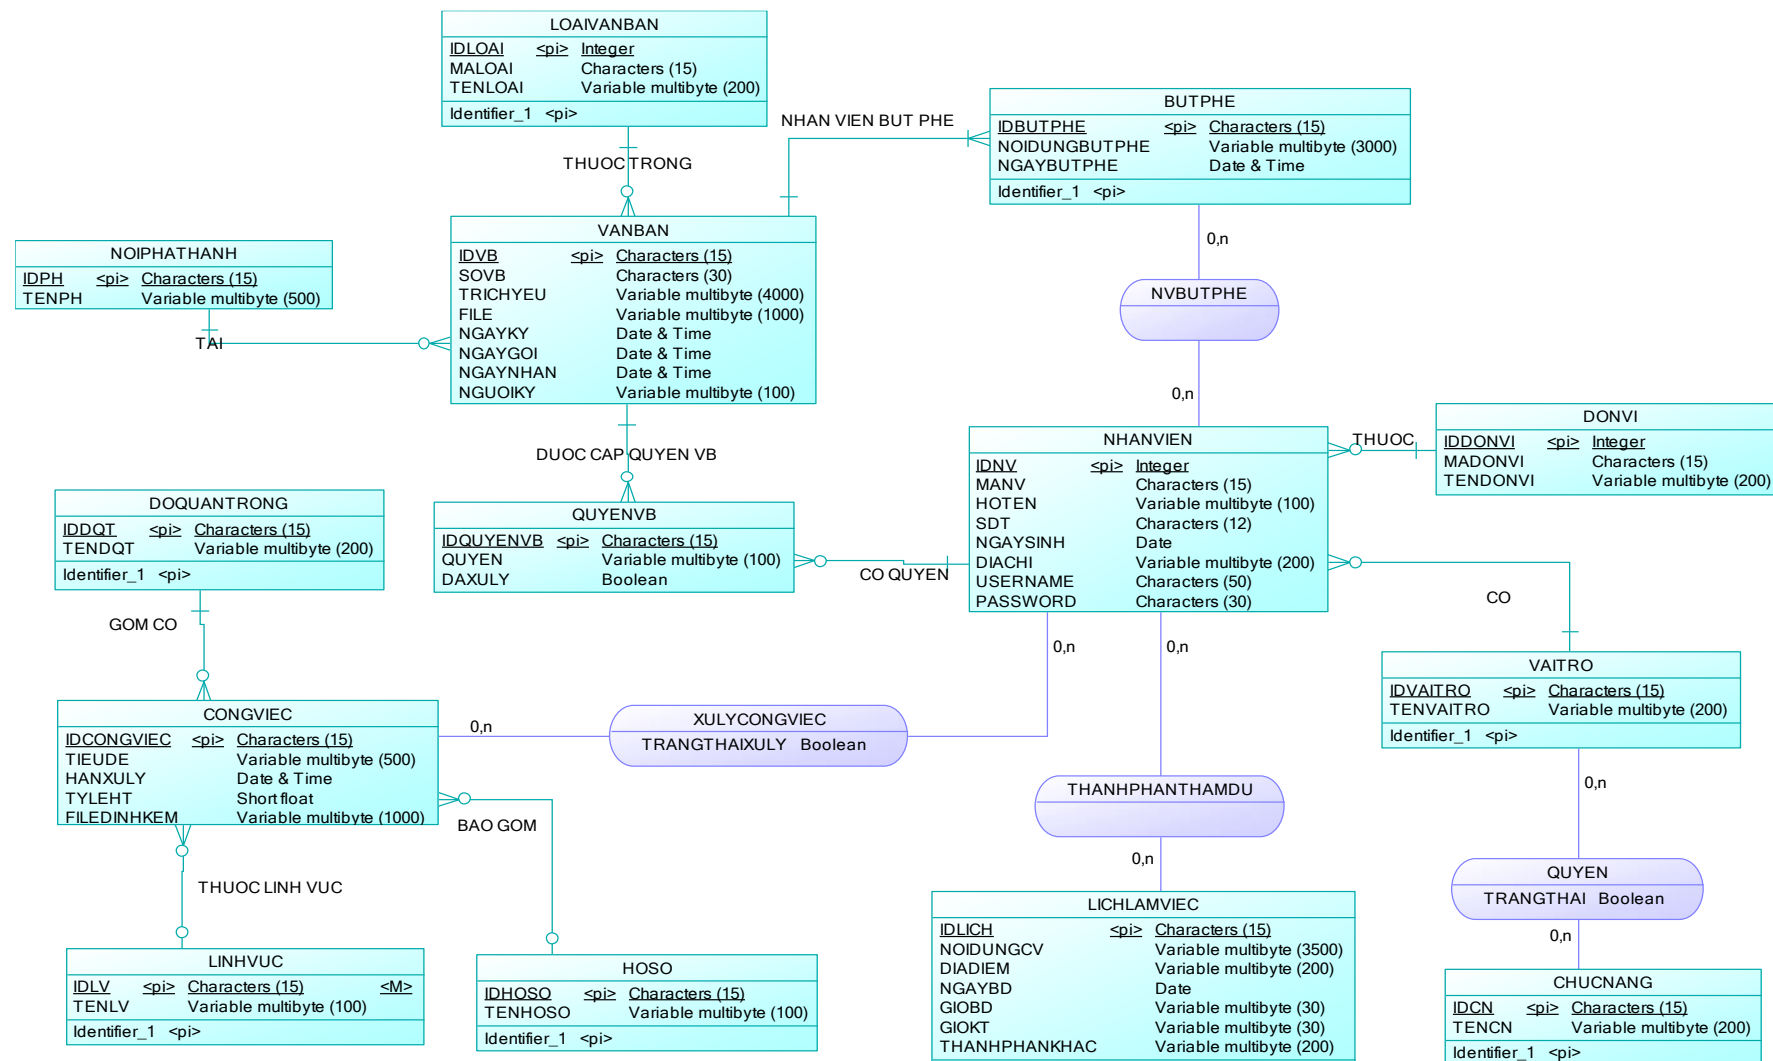 LOAIVANBAN
IDLOAI <pi> Integer
MALOAI Characters (15)
TENLOAI Variable multibyte (200)
Identifier_1 <pi>
THUOC TRONG
NHAN VIEN BUT PHE
BUTPHE
IDBUTPHE <pi> Characters (15)
NOIDUNGBUTPHE Variable multibyte (3000)
NGAYBUTPHE Date & Time
Identifier_1 <pi>
0,n
NVBUTPHE
0,n
NOIPHATHANH
IDPH <pi> Characters (15)
TENPH Variable multibyte (500)
TAI
VANBAN
IDVB <pi> Characters (15)
SOVB Characters (30)
TRICHYEU Variable multibyte (4000)
FILE Variable multibyte (1000)
NGAYKY Date & Time
NGAYGOI Date & Time
NGAYNHAN Date & Time
NGUOIKY Variable multibyte (100)
DUOC CAP QUYEN VB
NHANVIEN
IDNV <pi> Integer
MANV Characters (15)
HOTEN Variable multibyte (100)
SDT Characters (12)
NGAYSINH Date
DIACHI Variable multibyte (200)
USERNAME Characters (50)
PASSWORD Characters (30)
THUOC
DONVI
IDDONVI <pi> Integer
MADONVI Characters (15)
TENDONVI Variable multibyte (200)
DOQUANTRONG
IDDQT <pi> Characters (15)
TENDQT Variable multibyte (200)
Identifier_1 <pi>
GOM CO
QUYENVB
IDQUYENVB <pi> Characters (15)
QUYEN Variable multibyte (100)
DAXULY Boolean
CO QUYEN
CO
0,n
0,n
VAITRO
IDVAITRO <pi> Characters (15)
TENVAITRO Variable multibyte (200)
Identifier_1 <pi>
CONGVIEC
IDCONGVIEC <pi> Characters (15)
TIEUDE Variable multibyte (500)
HANXULY Date & Time
TYLEHT Short float
FILEDINHKEM Variable multibyte (1000)
0,n
XULYCONGVIEC
TRANGTHAIXULY Boolean
THANHPHANTHAMDU
0,n
0,n
BAO GOM
THUOC LINH VUC
QUYEN
TRANGTHAI Boolean
0,n
LINHVUC
IDLV <pi> Characters (15) <M>
TENLV Variable multibyte (100)
Identifier_1 <pi>
HOSO
IDHOSO <pi> Characters (15)
TENHOSO Variable multibyte (100)
Identifier_1 <pi>
LICHLAMVIEC
IDLICH <pi> Characters (15)
NOIDUNGCV Variable multibyte (3500)
DIADIEM Variable multibyte (200)
NGAYBD Date
GIOBD Variable multibyte (30)
GIOKT Variable multibyte (30)
THANHPHANKHAC Variable multibyte (200)
CHUCNANG
IDCN <pi> Characters (15)
TENCN Variable multibyte (200)
Identifier_1 <pi>